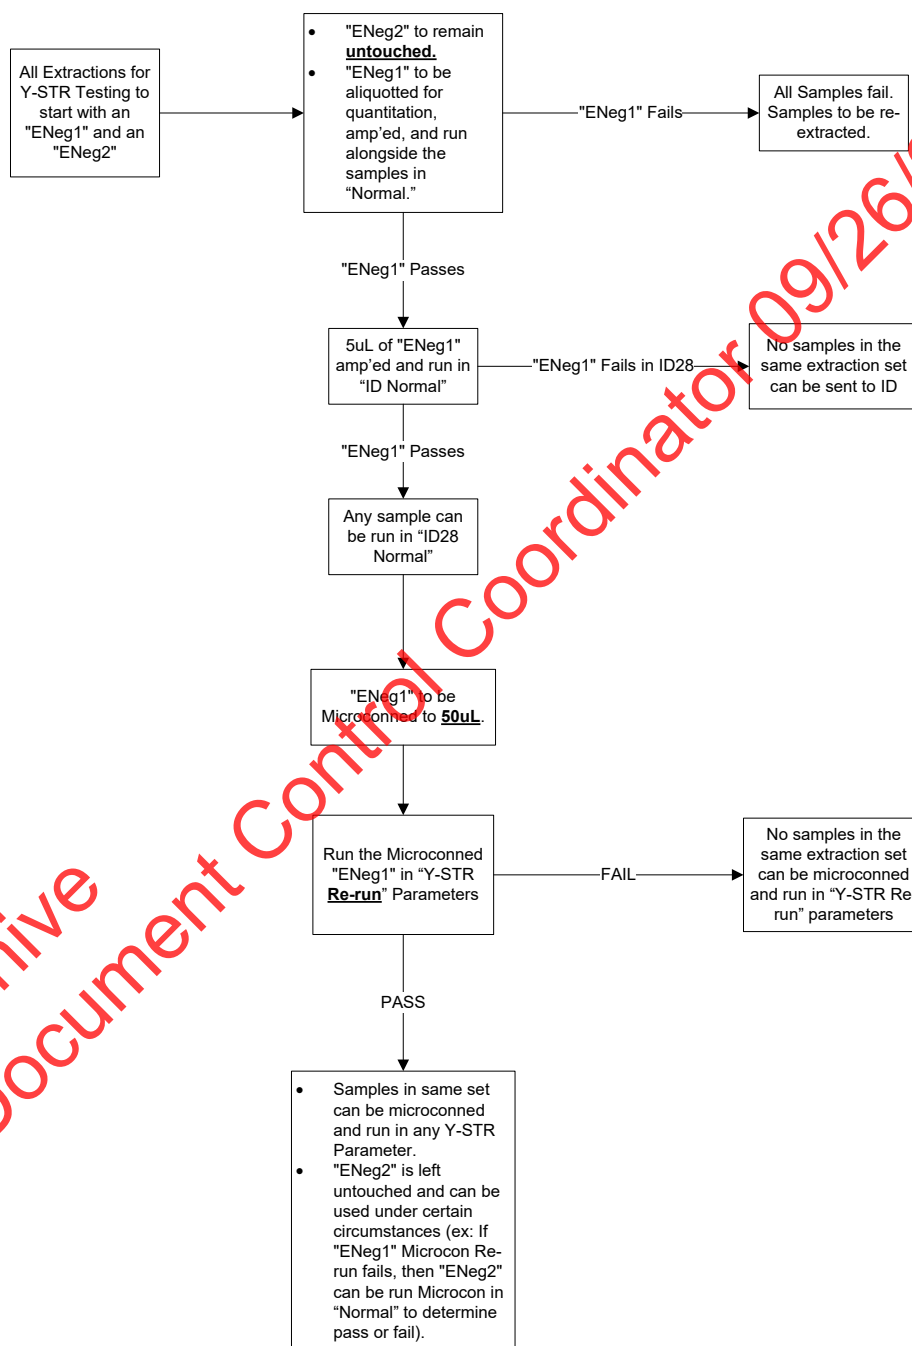 All Extractions for
Y-STR Testing to
start with an
"ENeg1" and an
"ENeg2"
• "ENeg2" to remain
untouched.
• "ENeg1" to be
aliquotted for
quantitation,
amp'ed, and run
alongside the
samples in
“Normal.”
"ENeg1" Fails
All Samples fail.
Samples to be re-
extracted.
"ENeg1" Passes
5uL of "ENeg1"
amp'ed and run in
“ID Normal”
"ENeg1" Fails in ID28
No samples in the
same extraction set
can be sent to ID
"ENeg1" Passes
Any sample can
be run in “ID28
Normal”
"ENeg1" to be
Microconned to 50uL.
Run the Microconned
"ENeg1" in “Y-STR
Re-run” Parameters
FAIL
No samples in the
same extraction set
can be microconned
and run in “Y-STR Re
run” parameters
PASS
• Samples in same set
can be microconned
and run in any Y-STR
Parameter.
• "ENeg2" is left
untouched and can be
used under certain
circumstances (ex: If
"ENeg1" Microcon Re-
run fails, then "ENeg2"
can be run Microcon in
“Normal” to determine
pass or fail).
Document Control Coordinator 09/26/